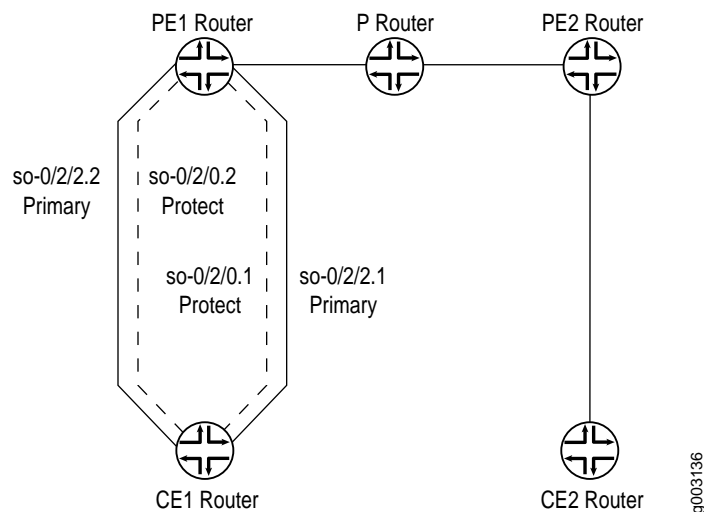 PE1 Router
P Router
PE2 Router
so-0/2/2.2
Primary
so-0/2/0.2
Protect
so-0/2/0.1
Protect
so-0/2/2.1
Primary
CE1 Router
CE2 Router
g003136